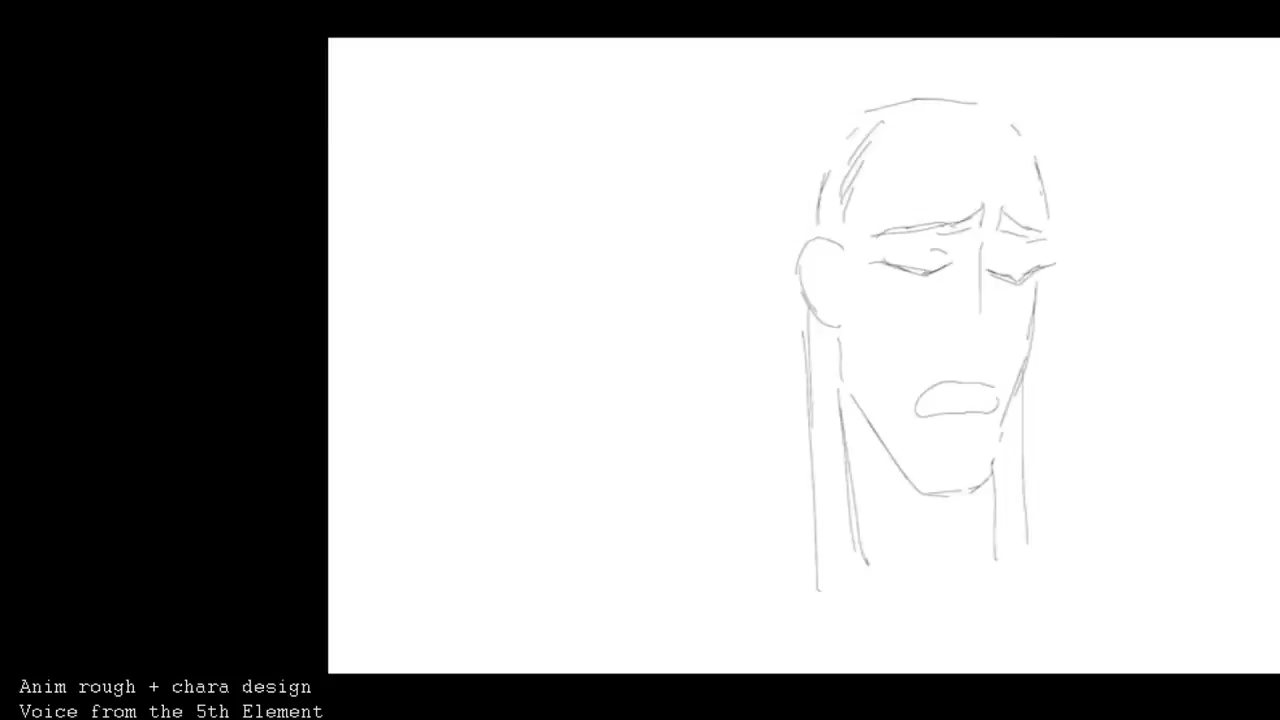 Anim rough + chara design
Voice from the 5th Element